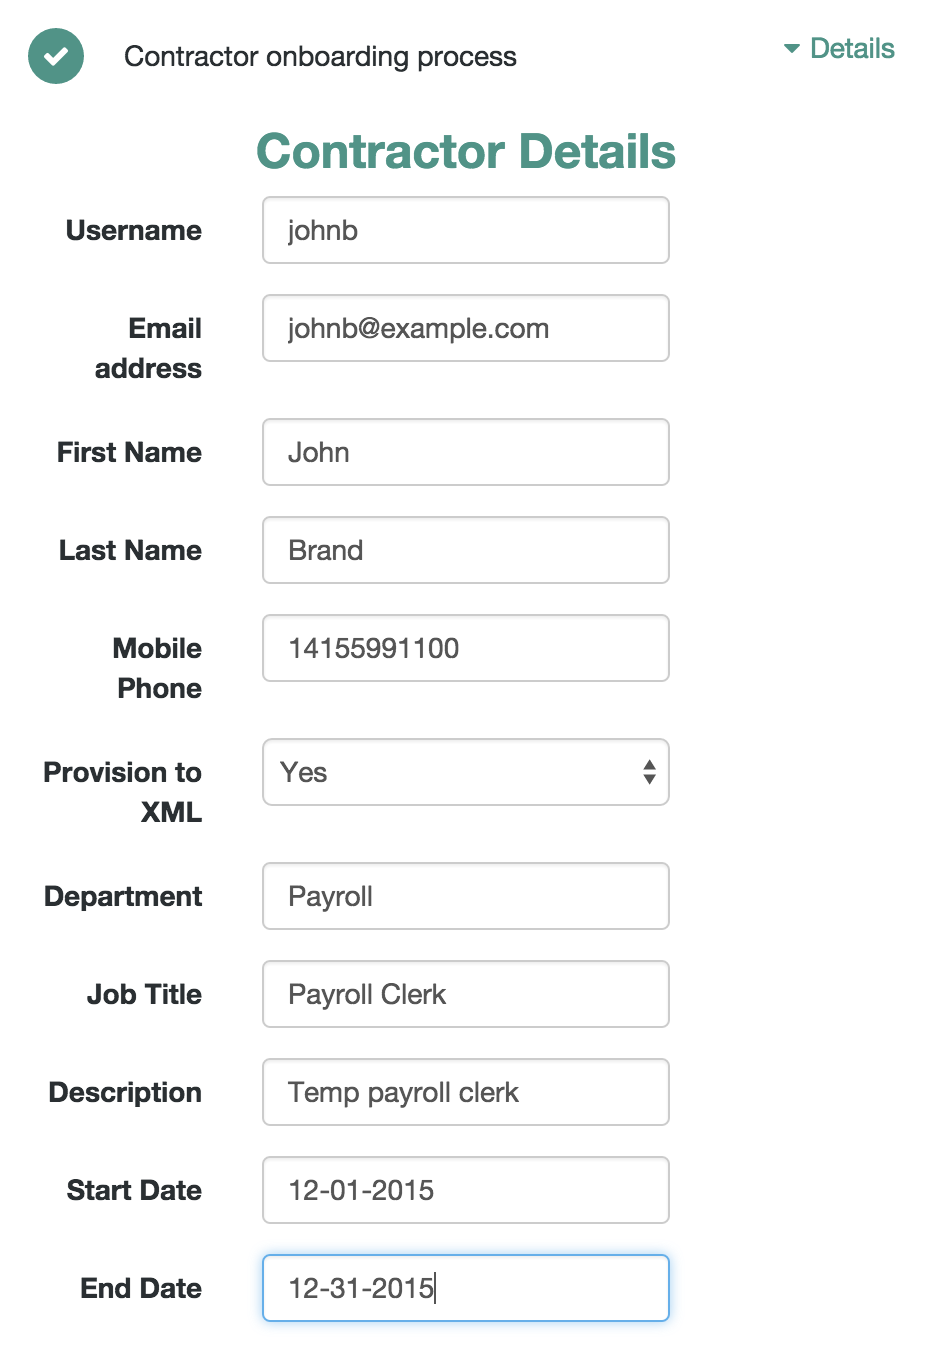 Contractor onboarding process
Details
Contractor Details
Username
johnb
Email
address
johnb@example.com
First Name
John
Last Name
Brand
Mobile
Phone
14155991100
Provision to
XML
Yes
Department
Payroll
Job Title
Payroll Clerk
Description
Temp payroll clerk
Start Date
12-01-2015
End Date
12-31-2015